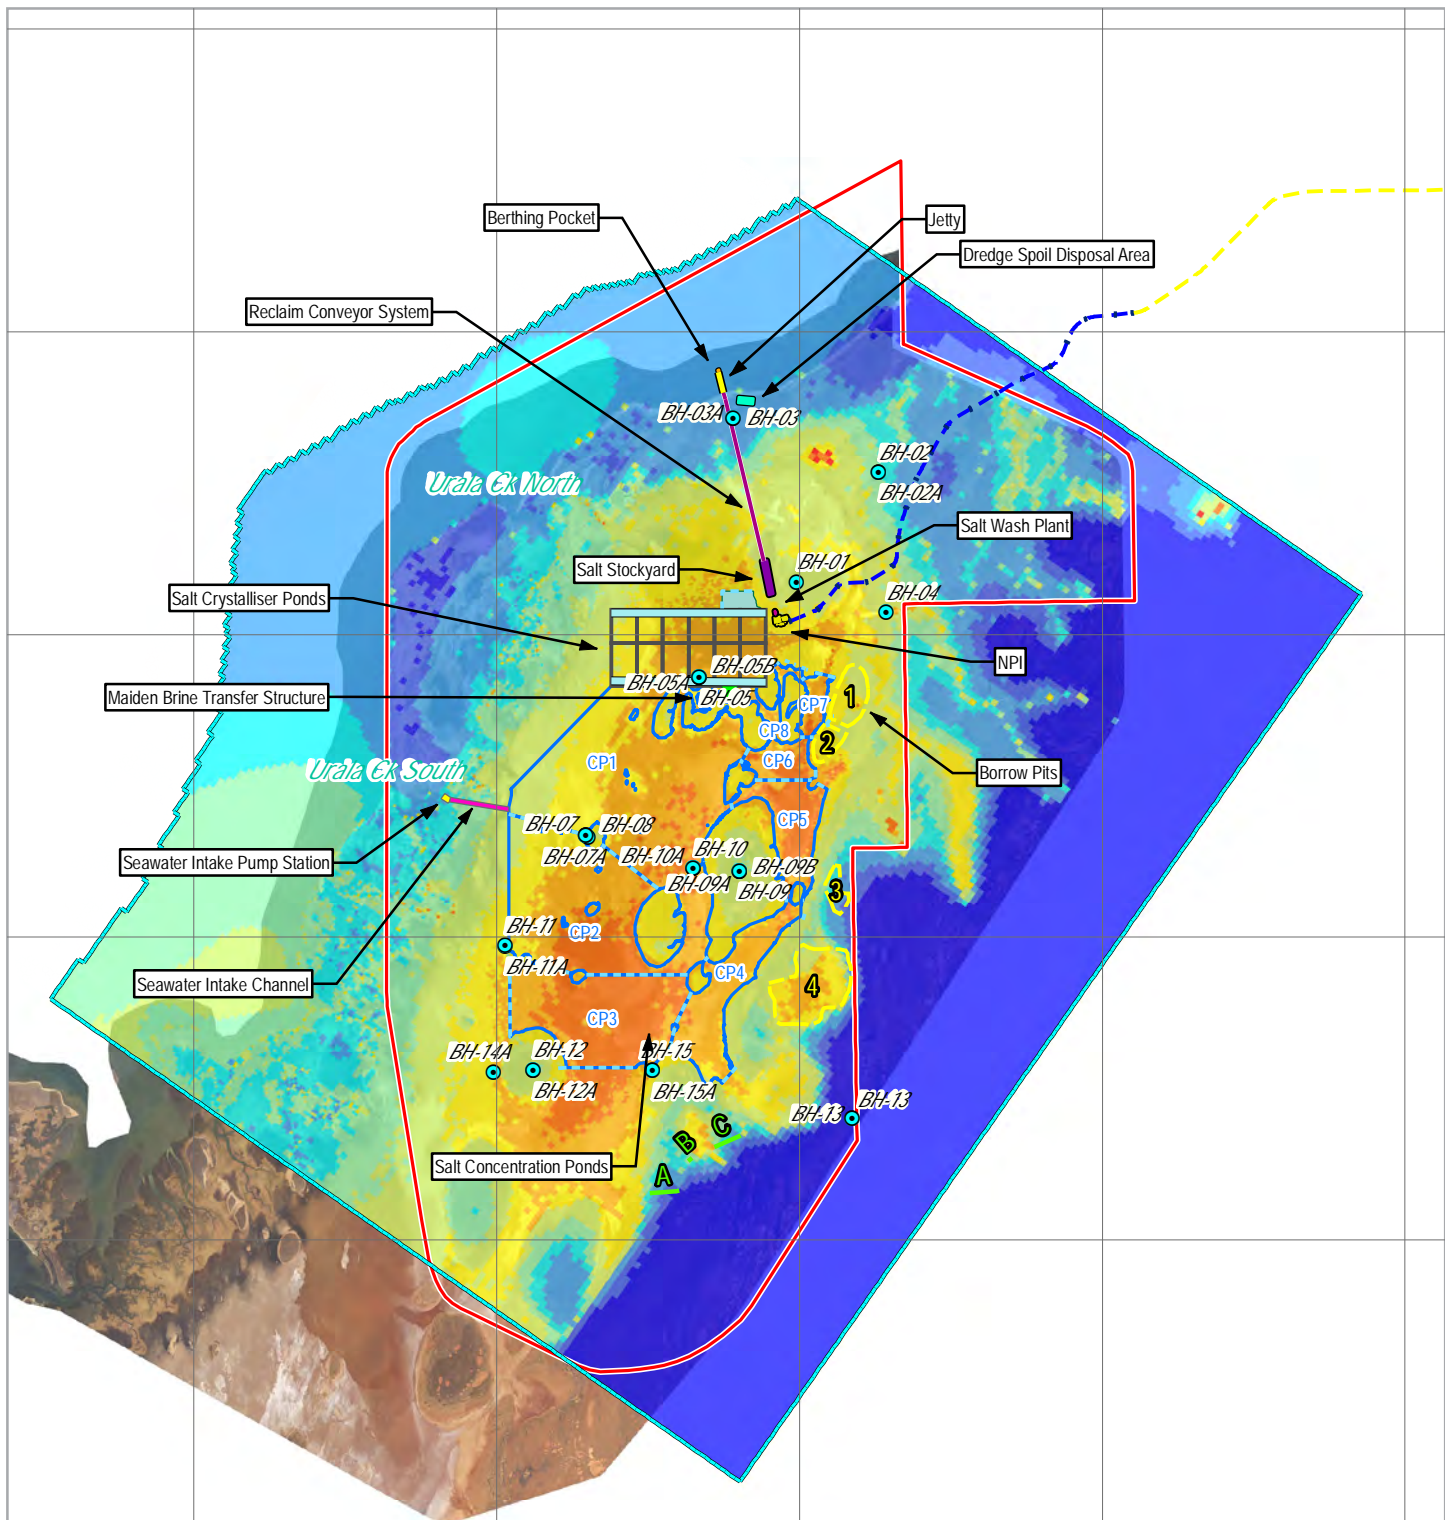 Berthing Pocket
Jetty
Dredge Spoil Disposal Area
Reclaim Conveyor System
BH-03A
BH-03
BH-02
Urala Ck North
BH-02A
Salt Wash Plant
Salt Stockyard
BH-01
Salt Crystalliser Ponds
BH-04
NPI
BH-05B
BH-05A
Maiden Brine Transfer Structure
BH-05
CP7
1
CP8
2
Urala Ck South
CP1
CP6
Borrow Pits
CP5
BH-07
BH-08
BH-10
Seawater Intake Pump Station
BH-07A
BH-10A
BH-09B
BH-09A
BH-09
3
BH-11
CP2
BH-11A
CP4
Seawater Intake Channel
4
CP3
BH-14A
BH-12
BH-15
BH-12A
BH-15A
BH-13
BH-13
C
B
Salt Concentration Ponds
A